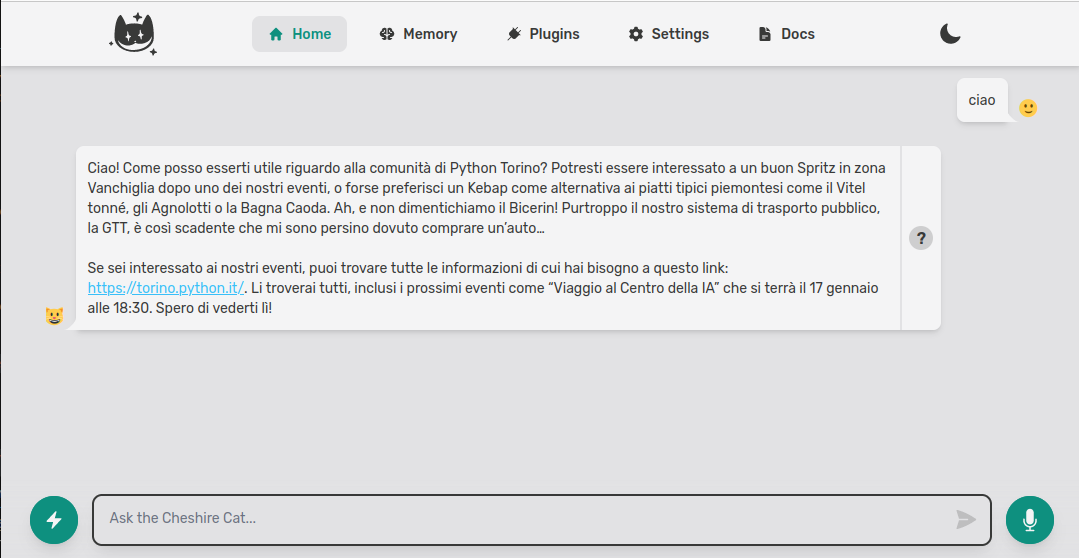 Home
Memory
Plugins
Settings
Docs
ciao
Ciao! Come posso esserti utile riguardo alla comunità di Python Torino? Potresti essere interessato a un buon Spritz in zona
Vanchiglia dopo uno dei nostri eventi, o forse preferisci un Kebap come alternativa ai piatti tipici piemontesi come il Vitel
tonné, gli Agnolotti o la Bagna Caoda. Ah, e non dimentichiamo il Bicerin! Purtroppo il nostro sistema di trasporto pubblico,
la GTT, è così scadente che mi sono persino dovuto comprare un’auto…
?
Se sei interessato ai nostri eventi, puoi trovare tutte le informazioni di cui hai bisogno a questo link:
https://torino.python.it/. Li troverai tutti, inclusi i prossimi eventi come “Viaggio al Centro della IA” che si terrà il 17 gennaio
alle 18:30. Spero di vederti lì!
Ask the Cheshire Cat...